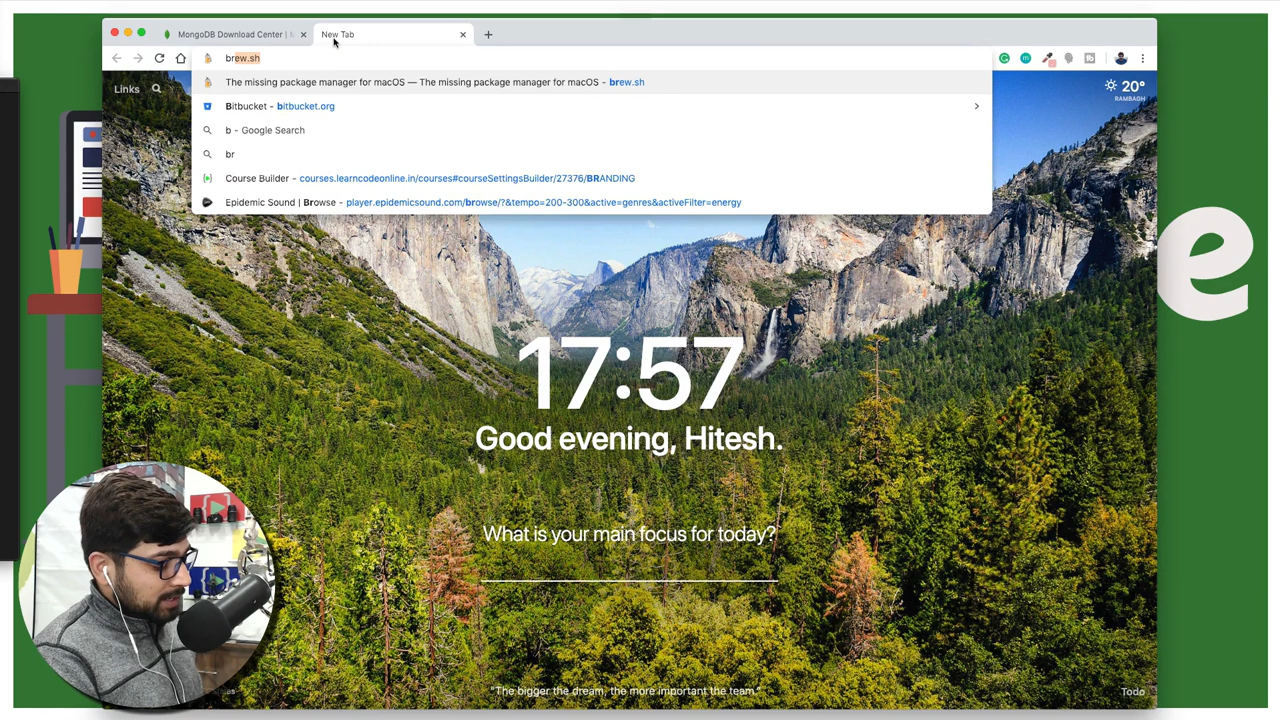 MongoDB Download Center | M
New Tab
brew.sh
The missing package manager for macOS — The missing package manager for macOS - brew.sh
Bitbucket - bitbucket.org
b - Google Search
br
Course Builder - courses.learncodeonline.in/courses#courseSettingsBuilder/27376/BRANDING
Epidemic Sound | Browse - player.epidemicsound.com/browse/?&tempo=200-300&active=genres&activeFilter=energy
Links
20°
RAMBAGH
e
17:57
Good evening, Hitesh.
What is your main focus for today?
"The bigger the dream, the more important the team."
Todo